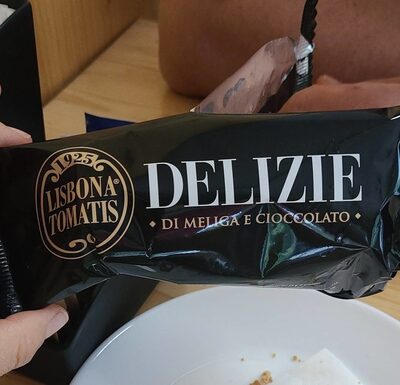 1925
LISBONA®
TOMATIS
DELIZIE
• DI MELIGA E CIOCCOLATO •